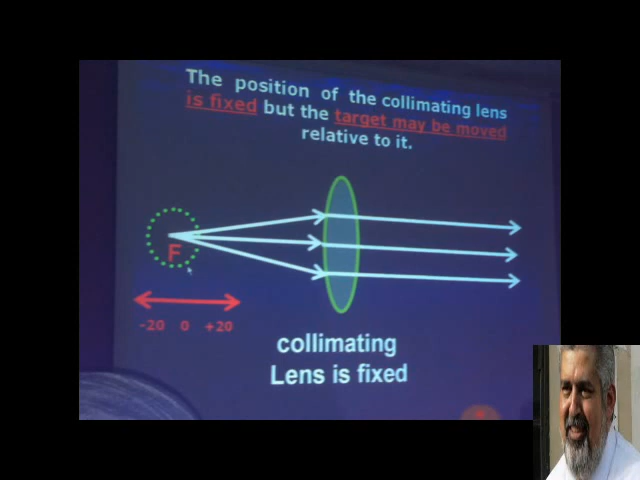 The position of the collimating lens
is fixed but the target may be moved
relative to it.
F
-20 0 +20
collimating
Lens is fixed